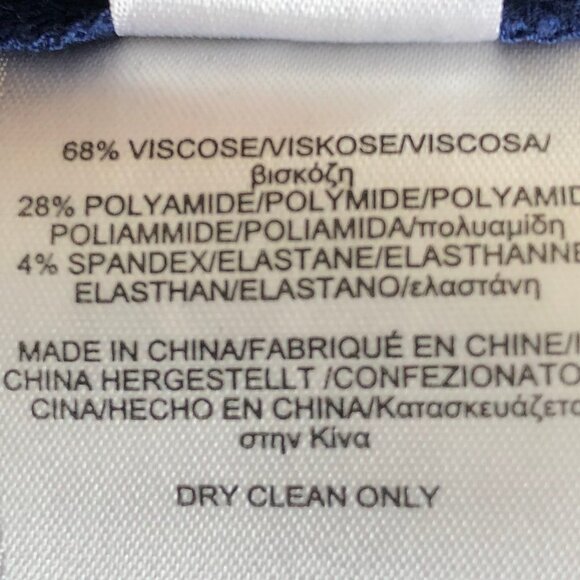 68% VISCOSE/VISKOSE/VISCOSA/
βισκόζη
28% POLYAMIDE/POLYMIDE/POLYAMID
POLIAMMIDE/POLIAMIDA/πολυαμίδη
4% SPANDEX/ELASTANE/ELASTHANNE
ELASTHAN/ELASTANO/ελαστάνη
MADE IN CHINA/FABRIQUÉ EN CHINE/
CHINA HERGESTELLT /CONFEZIONATO
CINA/HECHO EN CHINA/Κατασκευάζετα
στην Κίνα
DRY CLEAN ONLY